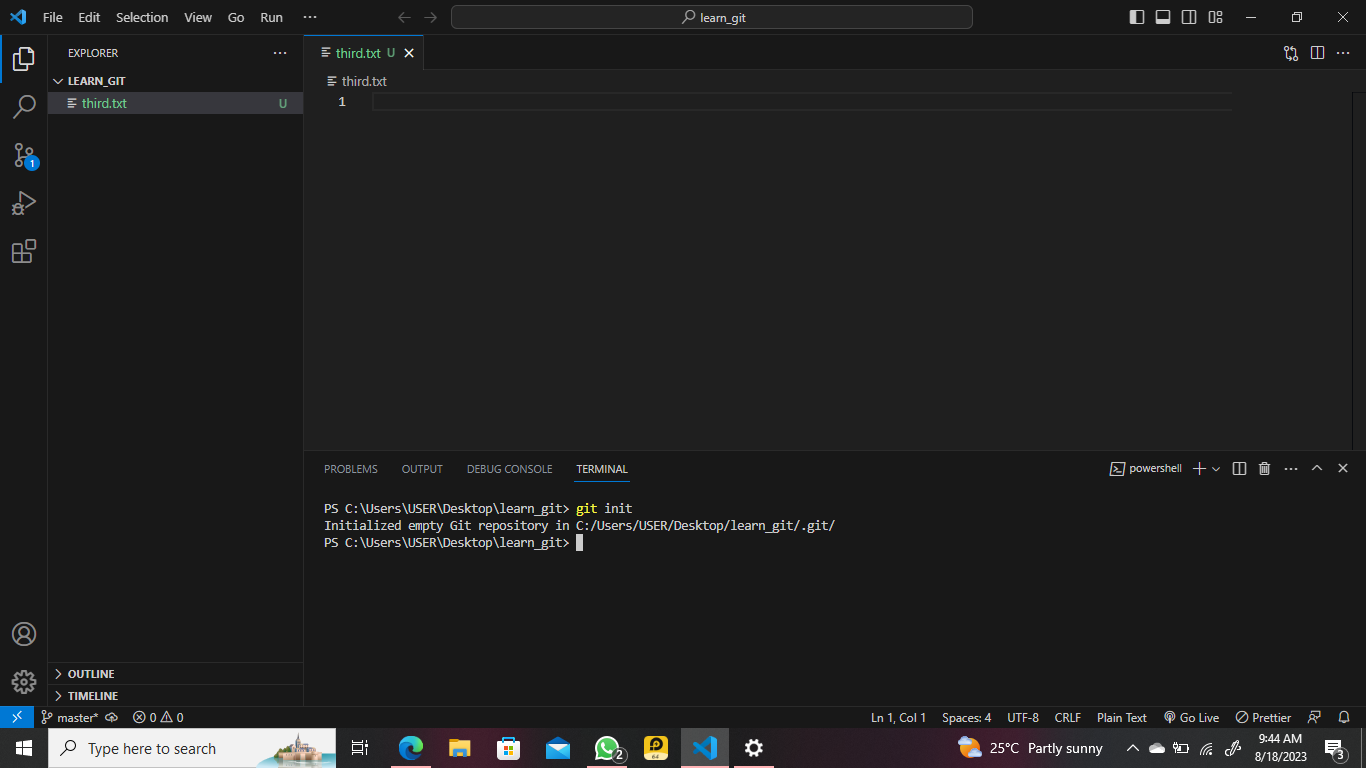 File Edit Selection View Go Run ···
learn_git
EXPLORER ···
LEARN_GIT
third.txt U
1
third.txt U
third.txt
1
PROBLEMS OUTPUT DEBUG CONSOLE TERMINAL
powershell
PS C:\Users\USER\Desktop\learn_git> git init
Initialized empty Git repository in C:/Users/USER/Desktop/learn_git/.git/
PS C:\Users\USER\Desktop\learn_git>
OUTLINE
TIMELINE
master* 0 0
Ln 1, Col 1 Spaces: 4 UTF-8 CRLF Plain Text Go Live Prettier
Type here to search
2
64
25°C Partly sunny
9:44 AM
8/18/2023
3